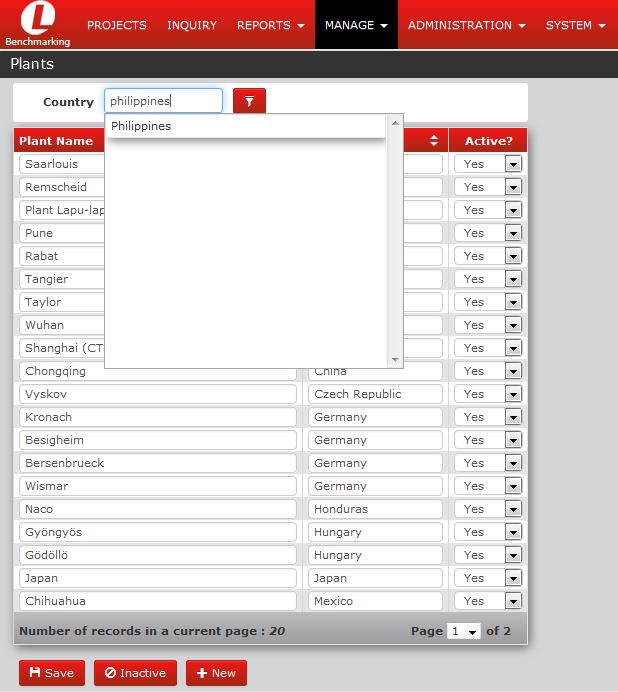 L
Benchmarking
PROJECTS INQUIRY REPORTS MANAGE ADMINISTRATION SYSTEM
Plants
Country philippines
Philippines
Plant Name Active?
Saarlouis Yes
Remscheid Yes
Plant Lapu-lap Yes
Pune Yes
Rabat Yes
Tangier Yes
Taylor Yes
Wuhan Yes
Shanghai (CT Yes
Chongqing China Yes
Vyskov Czech Republic Yes
Kronach Germany Yes
Besigheim Germany Yes
Bersenbrueck Germany Yes
Wismar Germany Yes
Naco Honduras Yes
Gyöngyös Hungary Yes
Gödöllő Hungary Yes
Japan Japan Yes
Chihuahua Mexico Yes
Number of records in a current page : 20 Page 1 of 2
Save Inactive New